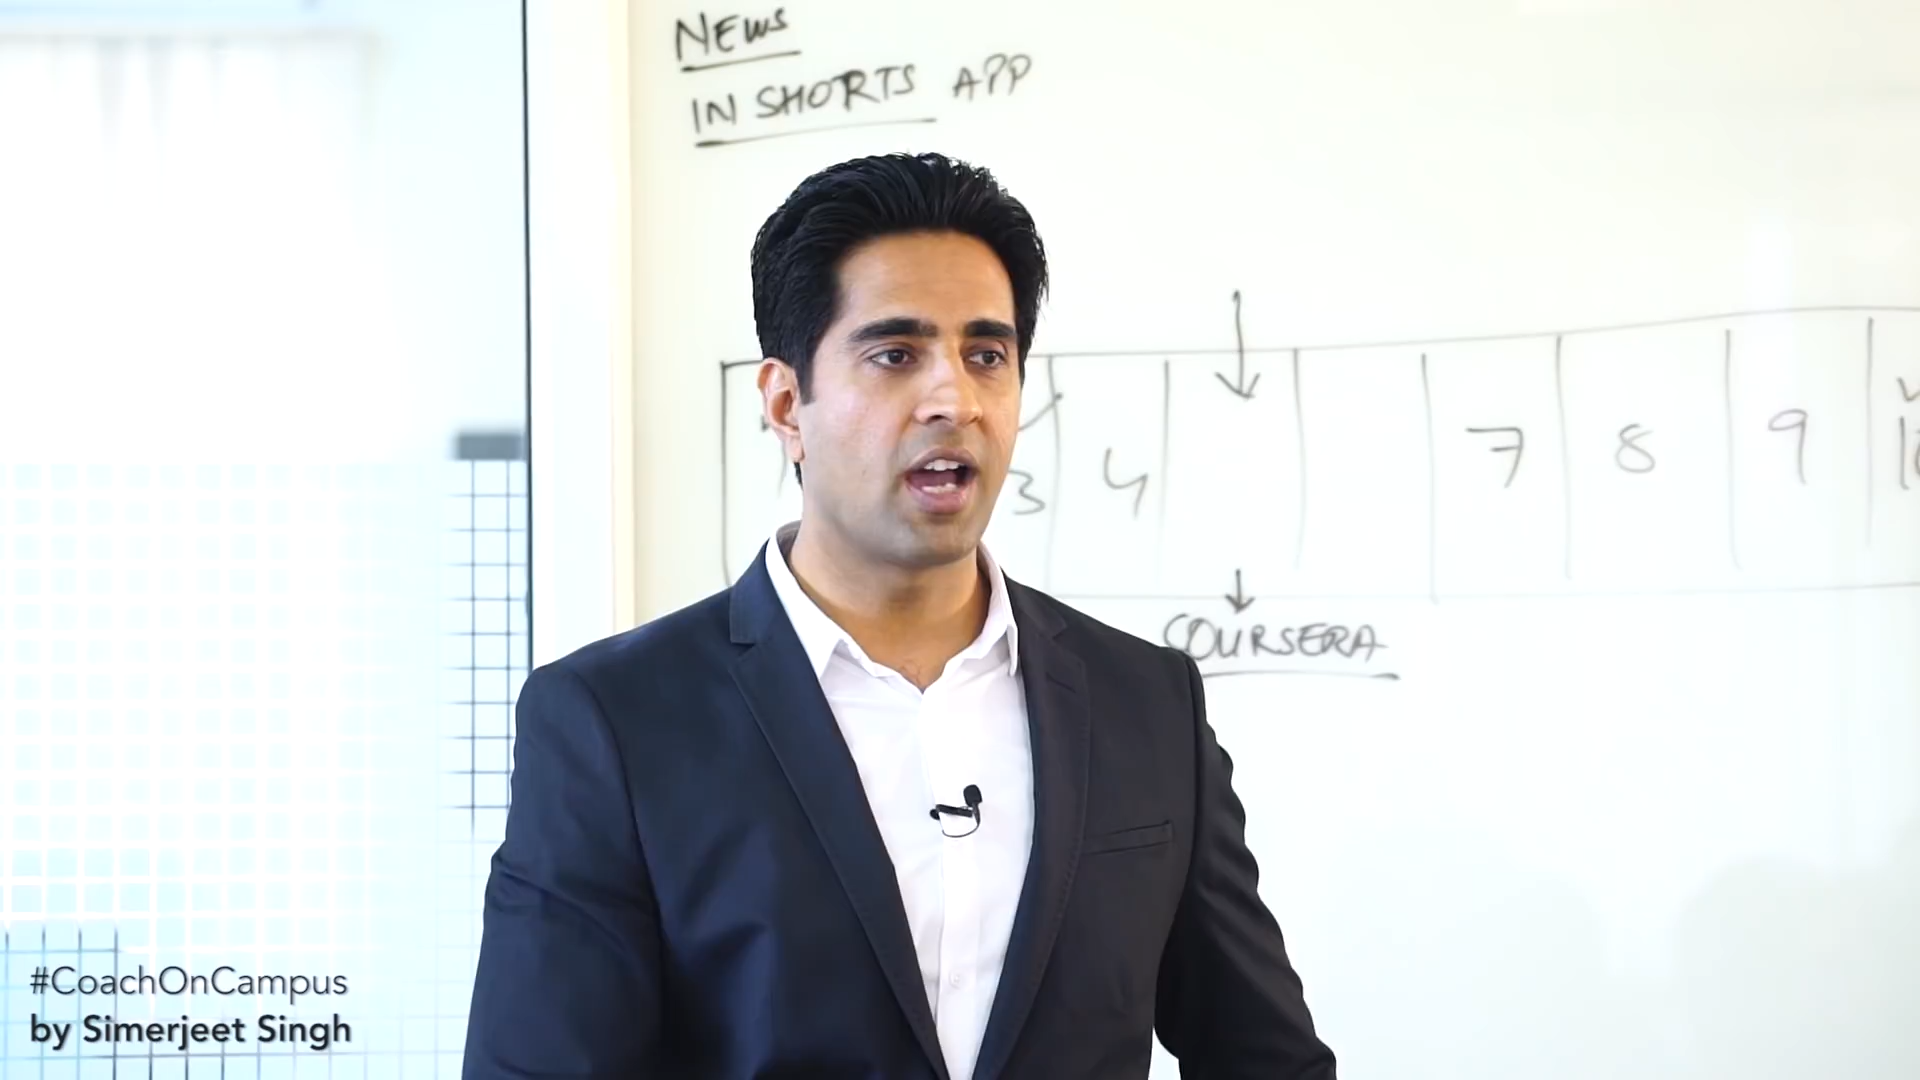 NEWS
IN SHORTS APP
3 4 7 8 9
COURSERA
#CoachOnCampus
by Simerjeet Singh